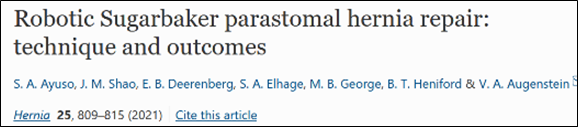 Robotic Sugarbaker parastomal hernia repair:
technique and outcomes
S. A. Ayuso, J. M. Shao, E. B. Deerenberg, S. A. Elhage, M. B. George, B. T. Heniford & V. A. Augenstein
Hernia 25, 809–815 (2021) Cite this article